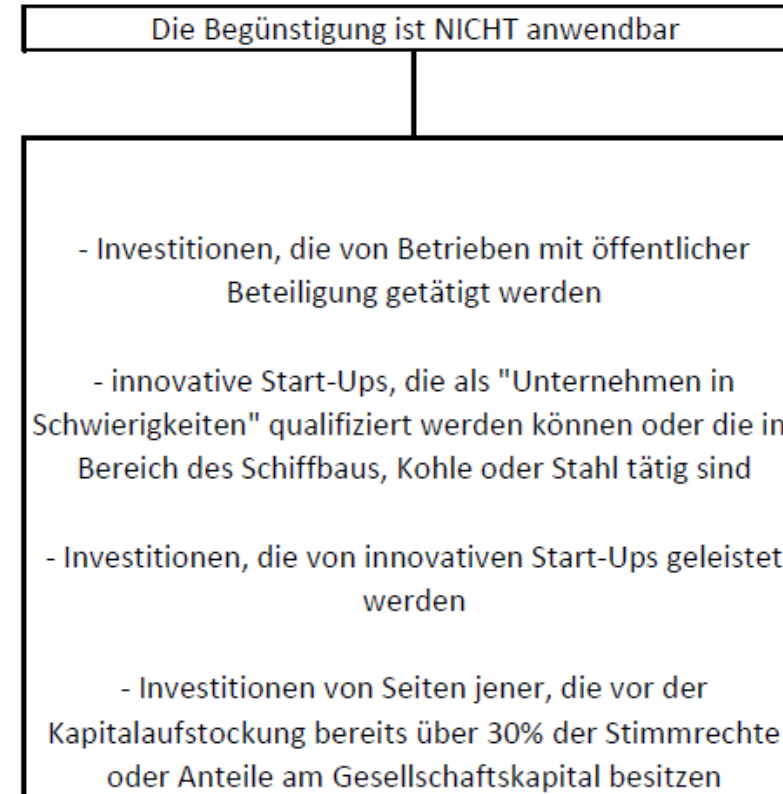 Die Begünstigung ist NICHT anwendbar
- Investitionen, die von Betrieben mit öffentlicher
Beteiligung getätigt werden
- innovative Start-Ups, die als "Unternehmen in
Schwierigkeiten" qualifiziert werden können oder die in
Bereich des Schiffbaus, Kohle oder Stahl tätig sind
- Investitionen, die von innovativen Start-Ups geleistet
werden
- Investitionen von Seiten jener, die vor der
Kapitalaufstockung bereits über 30% der Stimmrechte
oder Anteile am Gesellschaftskapital besitzen